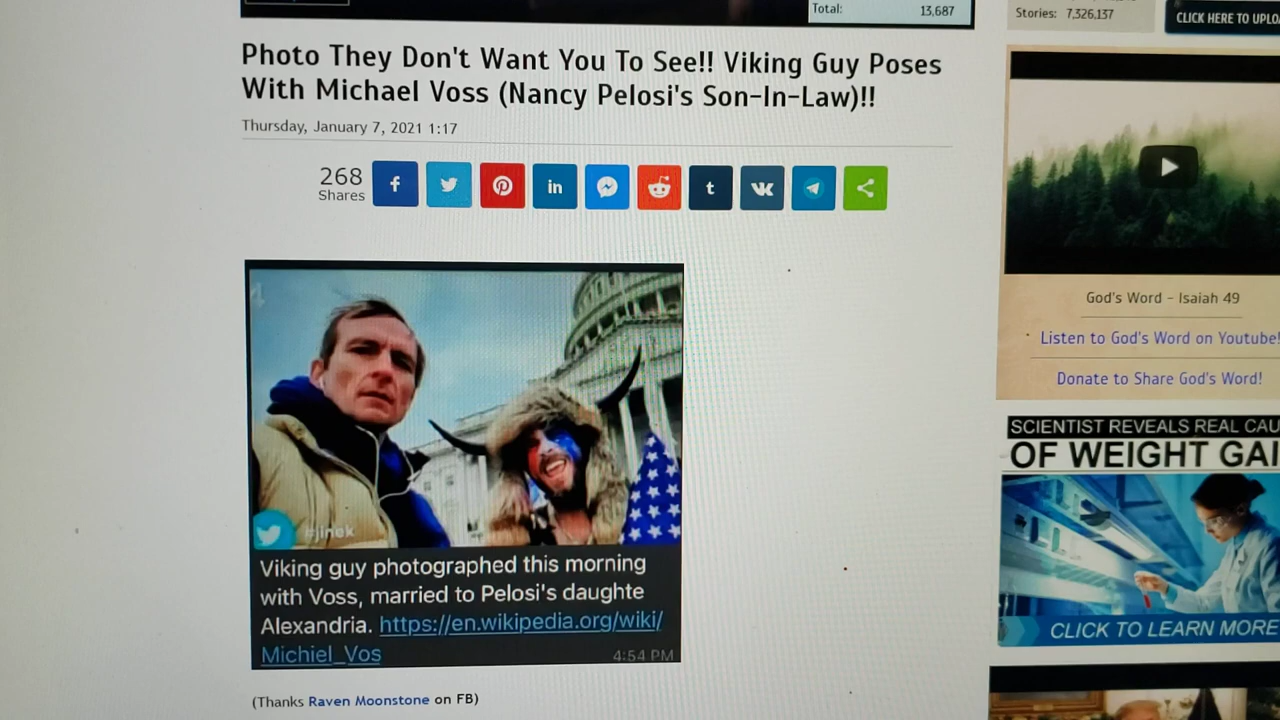 Total: 13,687
Stories: 7,326,137
CLICK HERE TO UPLO
Photo They Don't Want You To See!! Viking Guy Poses
With Michael Voss (Nancy Pelosi's Son-In-Law)!!
Thursday, January 7, 2021 1:17
268
Shares
f
in
t
#jinek
Viking guy photographed this morning
with Voss, married to Pelosi's daughte
Alexandria. https://en.wikipedia.org/wiki/
Michiel_Vos
4:54 PM
(Thanks Raven Moonstone on FB)
God's Word - Isaiah 49
Listen to God's Word on Youtube!
Donate to Share God's Word!
SCIENTIST REVEALS REAL CAU
OF WEIGHT GAI
CLICK TO LEARN MORE